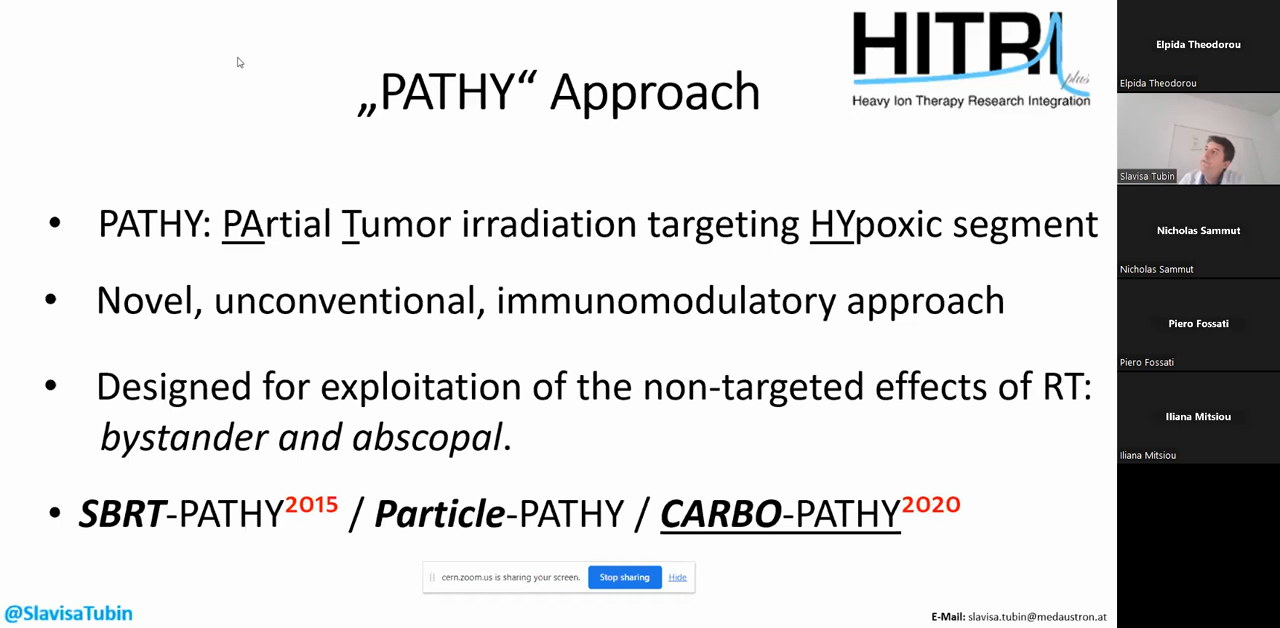 „PATHY“ Approach
HITRI
plus
Heavy Ion Therapy Research Integration
• PATHY: PArtial Tumor irradiation targeting HYpoxic segment
• Novel, unconventional, immunomodulatory approach
• Designed for exploitation of the non-targeted effects of RT:
bystander and abscopal.
• SBRT-PATHY2015 / Particle-PATHY / CARBO-PATHY2020
cern.zoom.us is sharing your screen. Stop sharing Hide
@SlavisaTubin
E-Mail: slavisa.tubin@medaustron.at
Elpida Theodorou
Elpida Theodorou
Slavisa Tubin
Nicholas Sammut
Nicholas Sammut
Piero Fossati
Piero Fossati
Iliana Mitsiou
Iliana Mitsiou